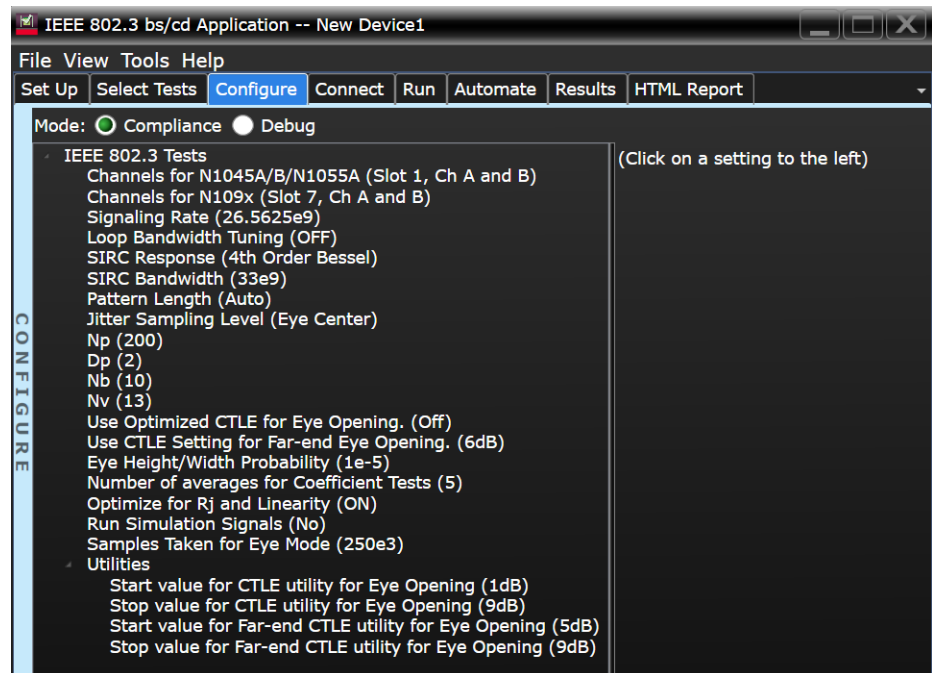 IEEE 802.3 bs/cd Application -- New Device1
File View Tools Help
Set Up Select Tests Configure Connect Run Automate Results HTML Report
Mode: Compliance Debug
IEEE 802.3 Tests
Channels for N1045A/B/N1055A (Slot 1, Ch A and B)
Channels for N109x (Slot 7, Ch A and B)
Signaling Rate (26.5625e9)
Loop Bandwidth Tuning (OFF)
SIRC Response (4th Order Bessel)
SIRC Bandwidth (33e9)
Pattern Length (Auto)
Jitter Sampling Level (Eye Center)
Np (200)
Dp (2)
Nb (10)
Nv (13)
Use Optimized CTLE for Eye Opening. (Off)
Use CTLE Setting for Far-end Eye Opening. (6dB)
Eye Height/Width Probability (1e-5)
Number of averages for Coefficient Tests (5)
Optimize for Rj and Linearity (ON)
Run Simulation Signals (No)
Samples Taken for Eye Mode (250e3)
Utilities
Start value for CTLE utility for Eye Opening (1dB)
Stop value for CTLE utility for Eye Opening (9dB)
Start value for Far-end CTLE utility for Eye Opening (5dB)
Stop value for Far-end CTLE utility for Eye Opening (9dB)
(Click on a setting to the left)
CONFIGURE